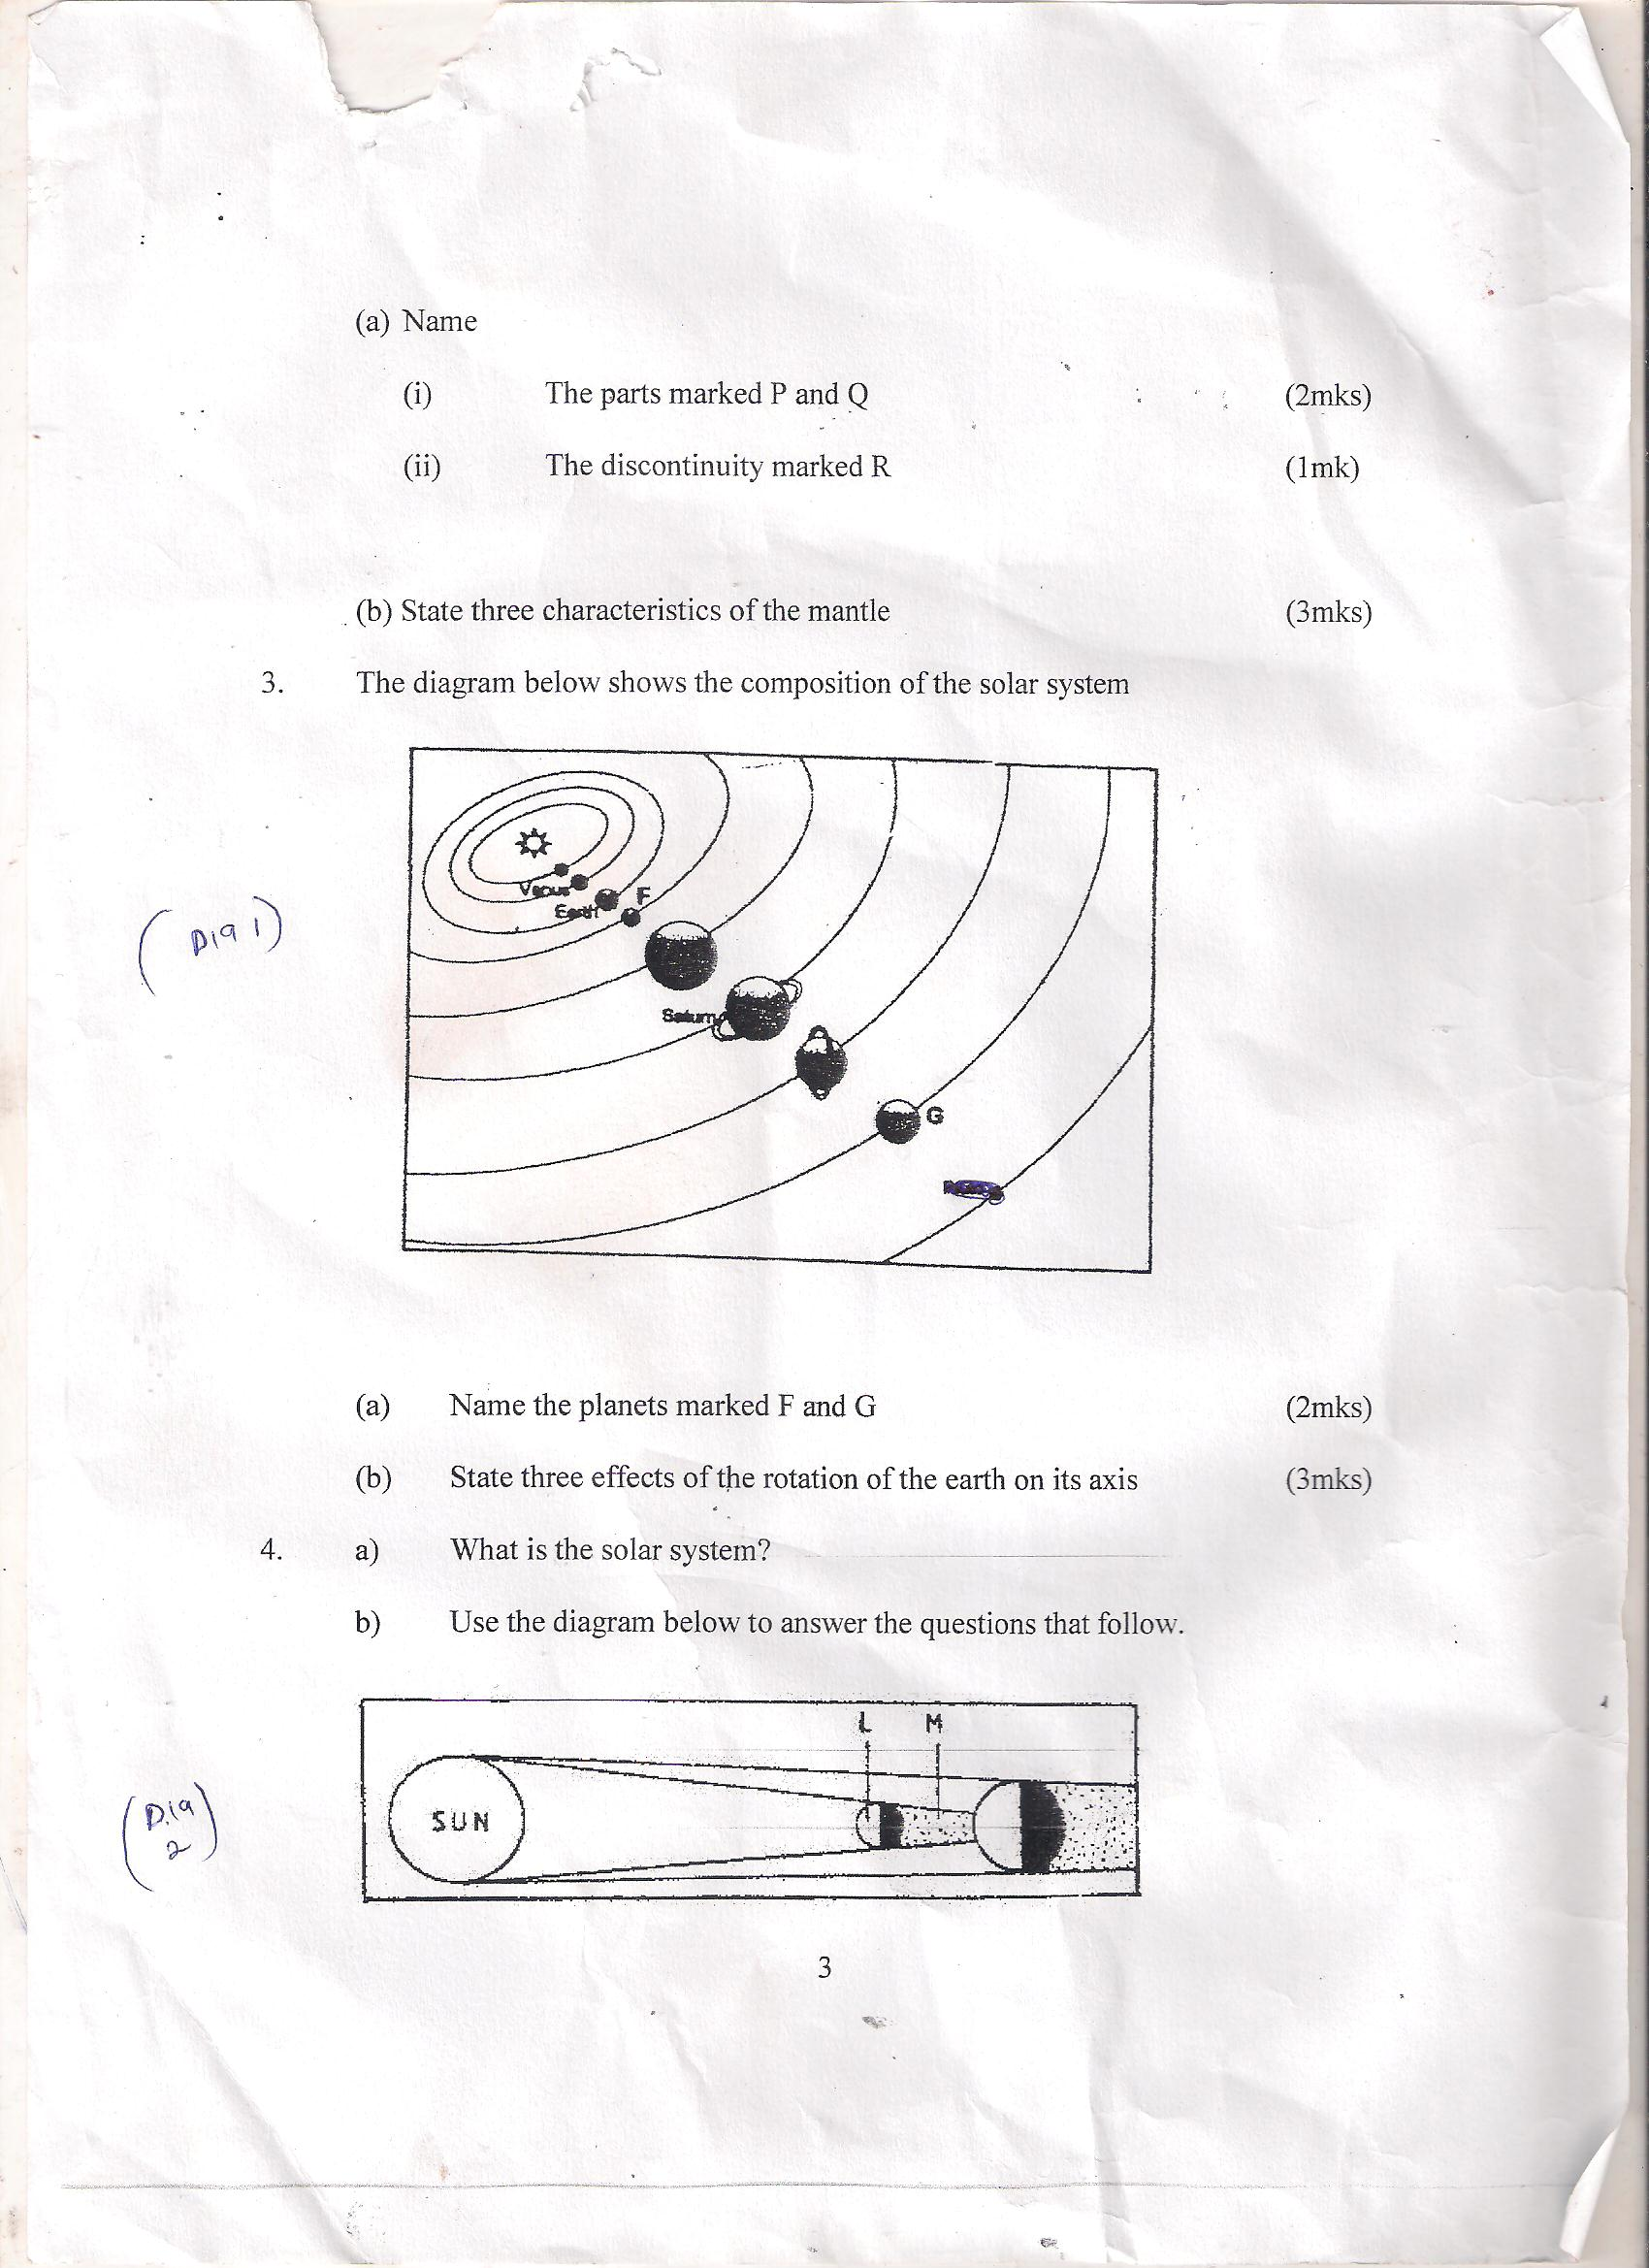 (a) Name
(i) The parts marked P and Q (2mks)
(ii) The discontinuity marked R (1mk)
(b) State three characteristics of the mantle (3mks)
3. The diagram below shows the composition of the solar system
(Dia 1)
Venus
Earth
F
Saturn
G
(a) Name the planets marked F and G (2mks)
(b) State three effects of the rotation of the earth on its axis (3mks)
4. a) What is the solar system?
b) Use the diagram below to answer the questions that follow.
L M
SUN
(Dia
2)
3